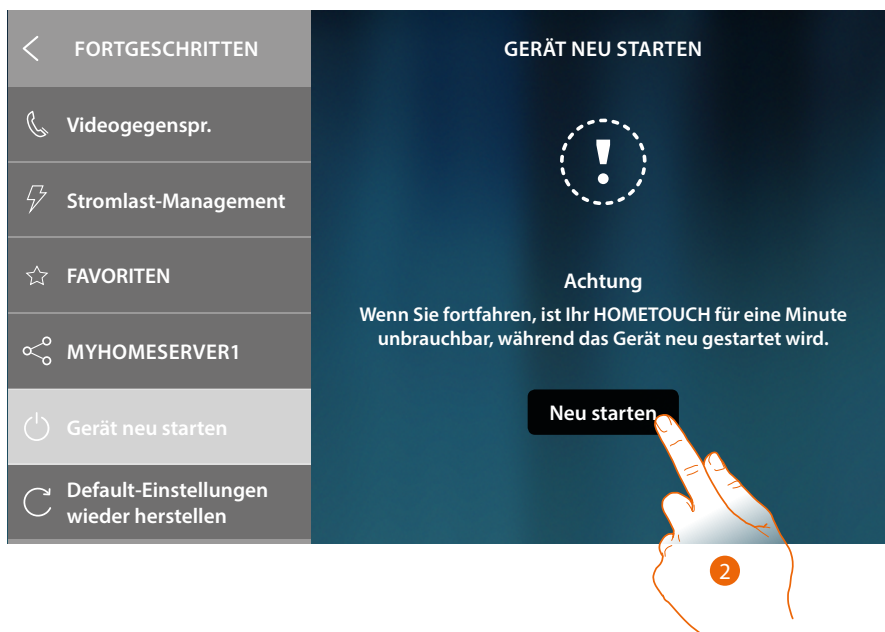 FORTGESCHRITTEN
Videogegenspr.
Stromlast-Management
FAVORITEN
MYHOMESERVER1
Gerät neu starten
Default-Einstellungen
wieder herstellen
GERÄT NEU STARTEN
Achtung
Wenn Sie fortfahren, ist Ihr HOMETOUCH für eine Minute
unbrauchbar, während das Gerät neu gestartet wird.
Neu starten
2